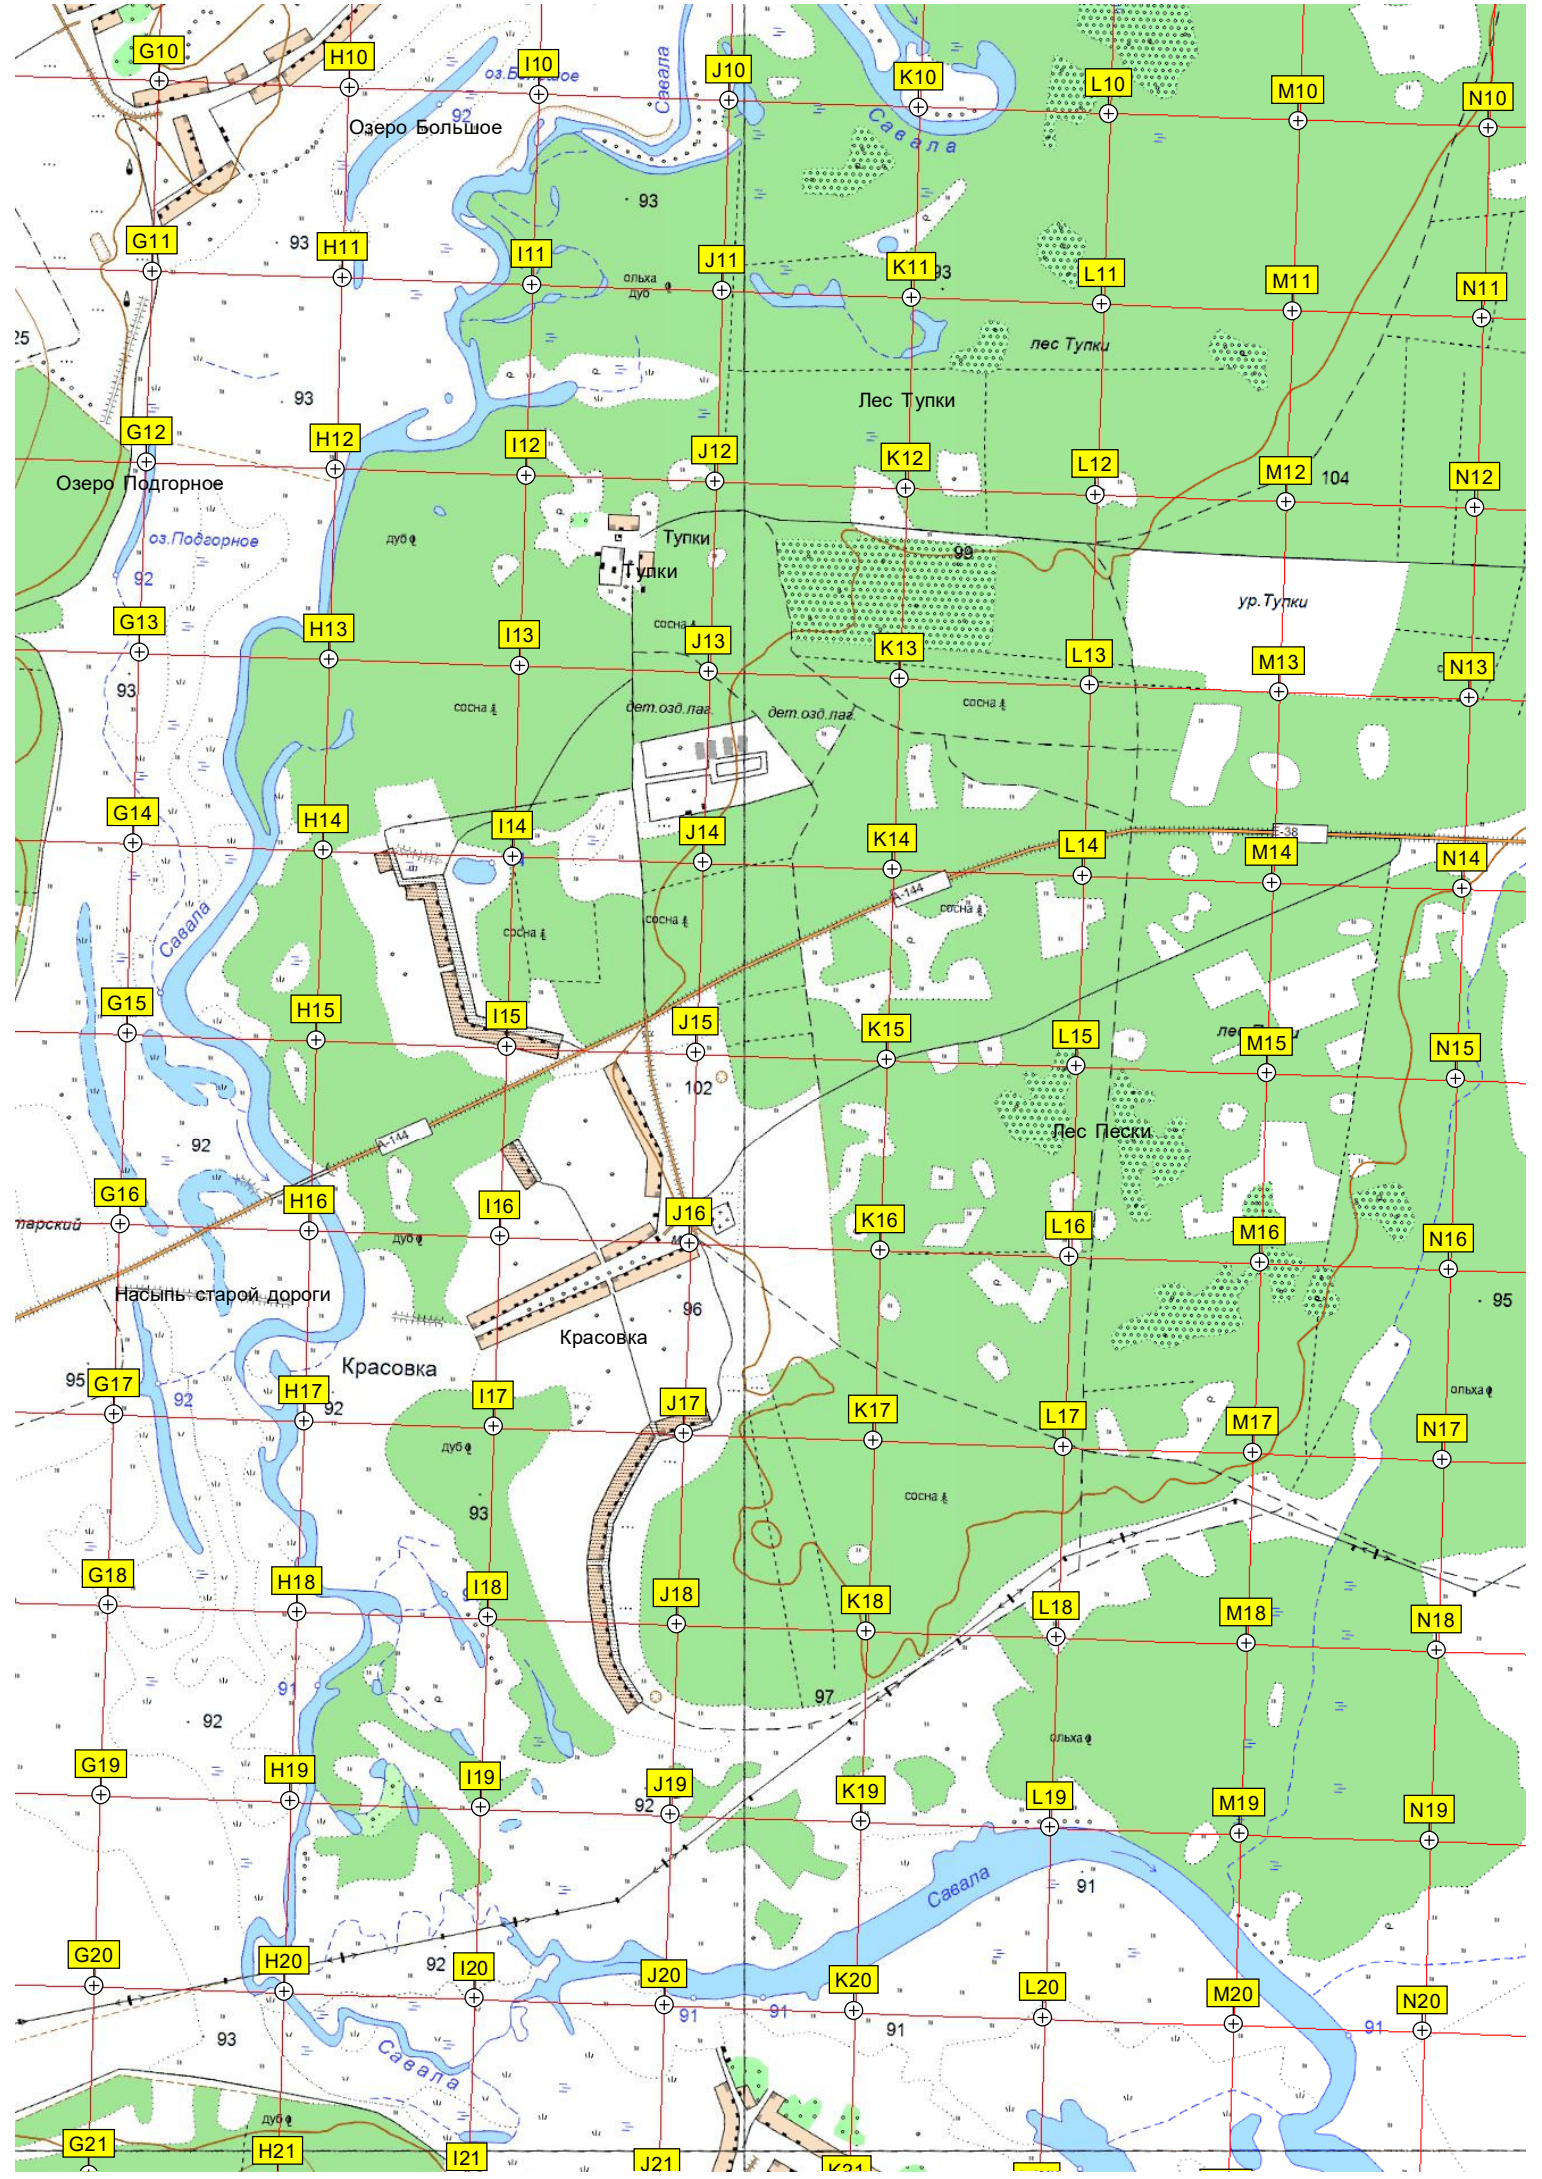 G10
H10
I10
J10
K10
L10
M10
N10
Савала
92
Озеро Большое
Савала
93
G11
93
H11
I11
J11
K11
93
L11
M11
N11
ольха
дуб
25
лес Тупки
93
Лес Тупки
G12
H12
I12
J12
K12
L12
M12
104
N12
Озеро Подгорное
оз.Подгорное
дуб
Тупки
99
92
Тупки
ур.Тупки
G13
H13
I13
сосна
J13
K13
L13
M13
N13
93
сосна
дет.озд.лаг.
дет.озд.лаг.
сосна
G14
H14
I14
J14
K14
L14
E-38
M14
N14
A-144
сосна
сосна
сосна
Савала
G15
H15
I15
J15
K15
L15
M15
N15
102
92
A-144
Лес Пески
G16
H16
I16
J16
K16
L16
M16
N16
тарский
дуб
Насыпь старой дороги
96
95
Красовка
Красовка
95
G17
92
H17
92
I17
J17
K17
L17
M17
N17
ольха
дуб
сосна
93
G18
H18
I18
J18
K18
L18
M18
N18
91
97
92
ольха
G19
H19
I19
J19
92
K19
L19
M19
N19
Савала
91
G20
H20
92
I20
J20
K20
L20
M20
N20
91
91
91
91
93
Савала
дуб
G21
H21
I21
J21
K21